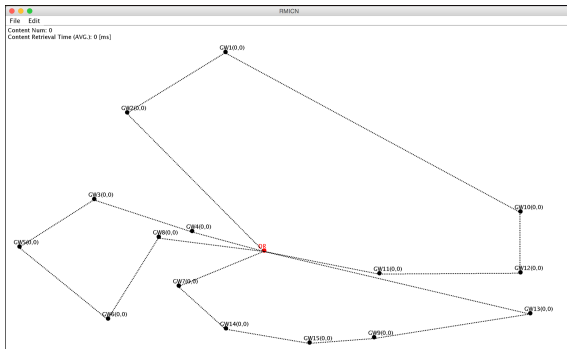 RMICN
File Edit
Content Num: 0
Content Retrieval Time (AVG.): 0 [ms]
GW1(0,0)
GW2(0,0)
GW3(0,0)
GW10(0,0)
GW4(0,0)
GW8(0,0)
GW5(0,0)
GW11(0,0)
GW12(0,0)
GW7(0,0)
GW13(0,0)
GW6(0,0)
GW14(0,0)
GW9(0,0)
GW15(0,0)